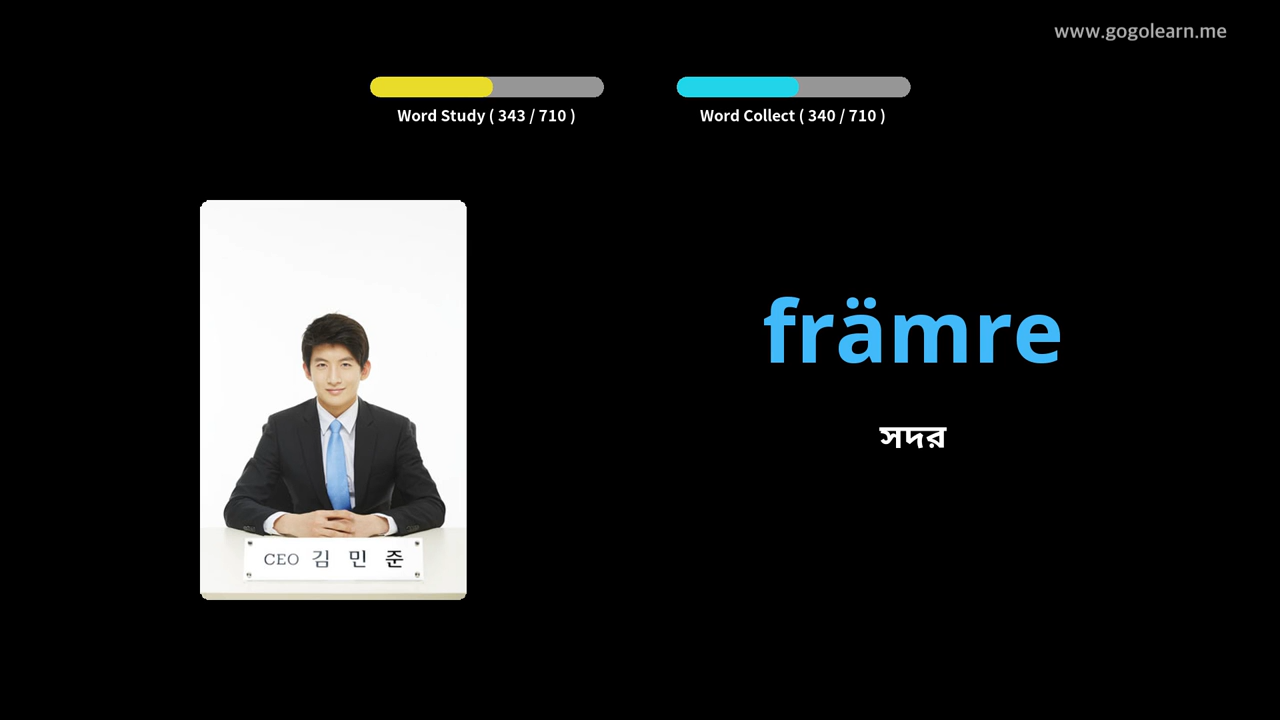 www.gogolearn.me
Word Study ( 343 / 710 )
Word Collect ( 340 / 710 )
främre
সদর
CEO 김 민 준